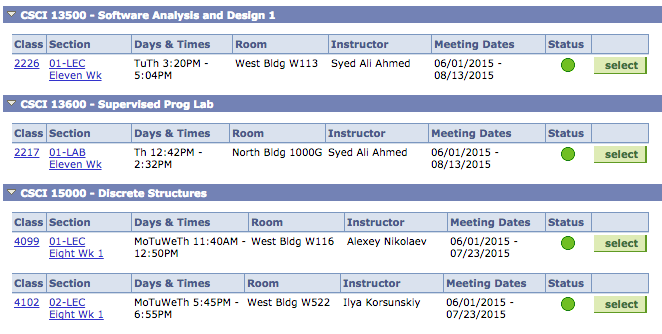 CSCI 13500 - Software Analysis and Design 1
Class Section Days & Times Room Instructor Meeting Dates Status
2226 01-LEC TuTh 3:20PM - West Bldg W113 Syed Ali Ahmed 06/01/2015 - select
Eleven Wk 5:04PM 08/13/2015
CSCI 13600 - Supervised Prog Lab
Class Section Days & Times Room Instructor Meeting Dates Status
2217 01-LAB Th 12:42PM - North Bldg 1000G Syed Ali Ahmed 06/01/2015 - select
Eleven Wk 2:32PM 08/13/2015
CSCI 15000 - Discrete Structures
Class Section Days & Times Room Instructor Meeting Dates Status
4099 01-LEC MoTuWeTh 11:40AM - West Bldg W116 Alexey Nikolaev 06/01/2015 - select
Eight Wk 1 12:50PM 07/23/2015
Class Section Days & Times Room Instructor Meeting Dates Status
4102 02-LEC MoTuWeTh 5:45PM - West Bldg W522 Ilya Korsunskiy 06/01/2015 - select
Eight Wk 1 6:55PM 07/23/2015